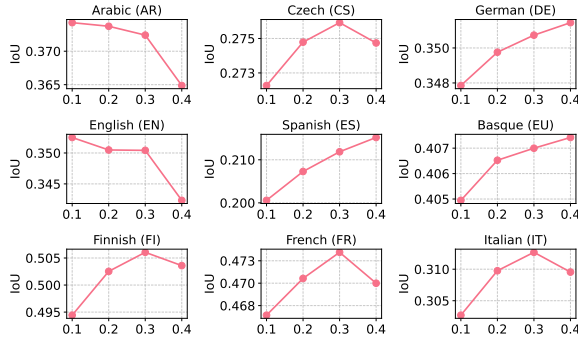 Arabic (AR)
IoU
0.370
0.365
0.1 0.2 0.3 0.4
Czech (CS)
IoU
0.275
0.273
0.1 0.2 0.3 0.4
German (DE)
IoU
0.350
0.348
0.1 0.2 0.3 0.4
English (EN)
IoU
0.350
0.345
0.1 0.2 0.3 0.4
Spanish (ES)
IoU
0.210
0.200
0.1 0.2 0.3 0.4
Basque (EU)
IoU
0.407
0.405
0.1 0.2 0.3 0.4
Finnish (FI)
IoU
0.505
0.500
0.495
0.1 0.2 0.3 0.4
French (FR)
IoU
0.473
0.468
0.1 0.2 0.3 0.4
Italian (IT)
IoU
0.310
0.305
0.1 0.2 0.3 0.4